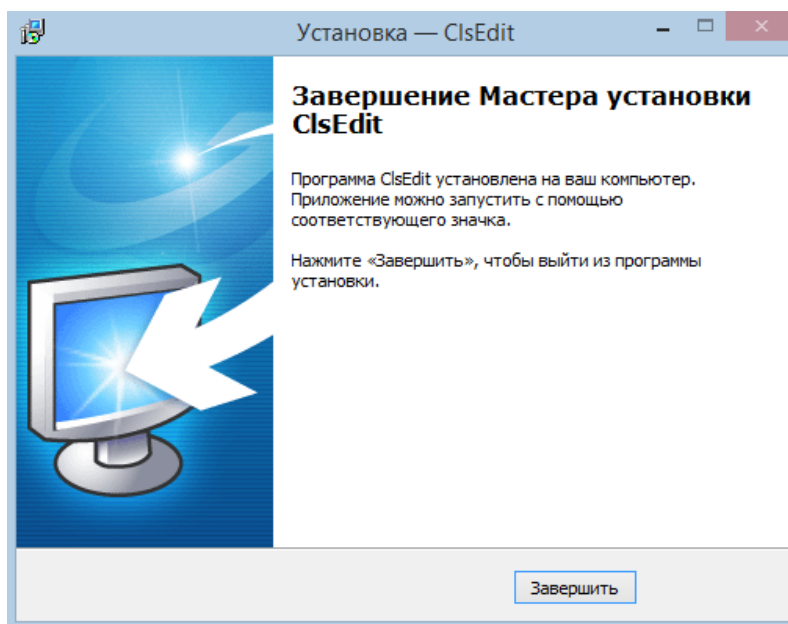 Установка — ClsEdit
Завершение Мастера установки
ClsEdit
Программа ClsEdit установлена на ваш компьютер.
Приложение можно запустить с помощью
соответствующего значка.
Нажмите «Завершить», чтобы выйти из программы
установки.
Завершить